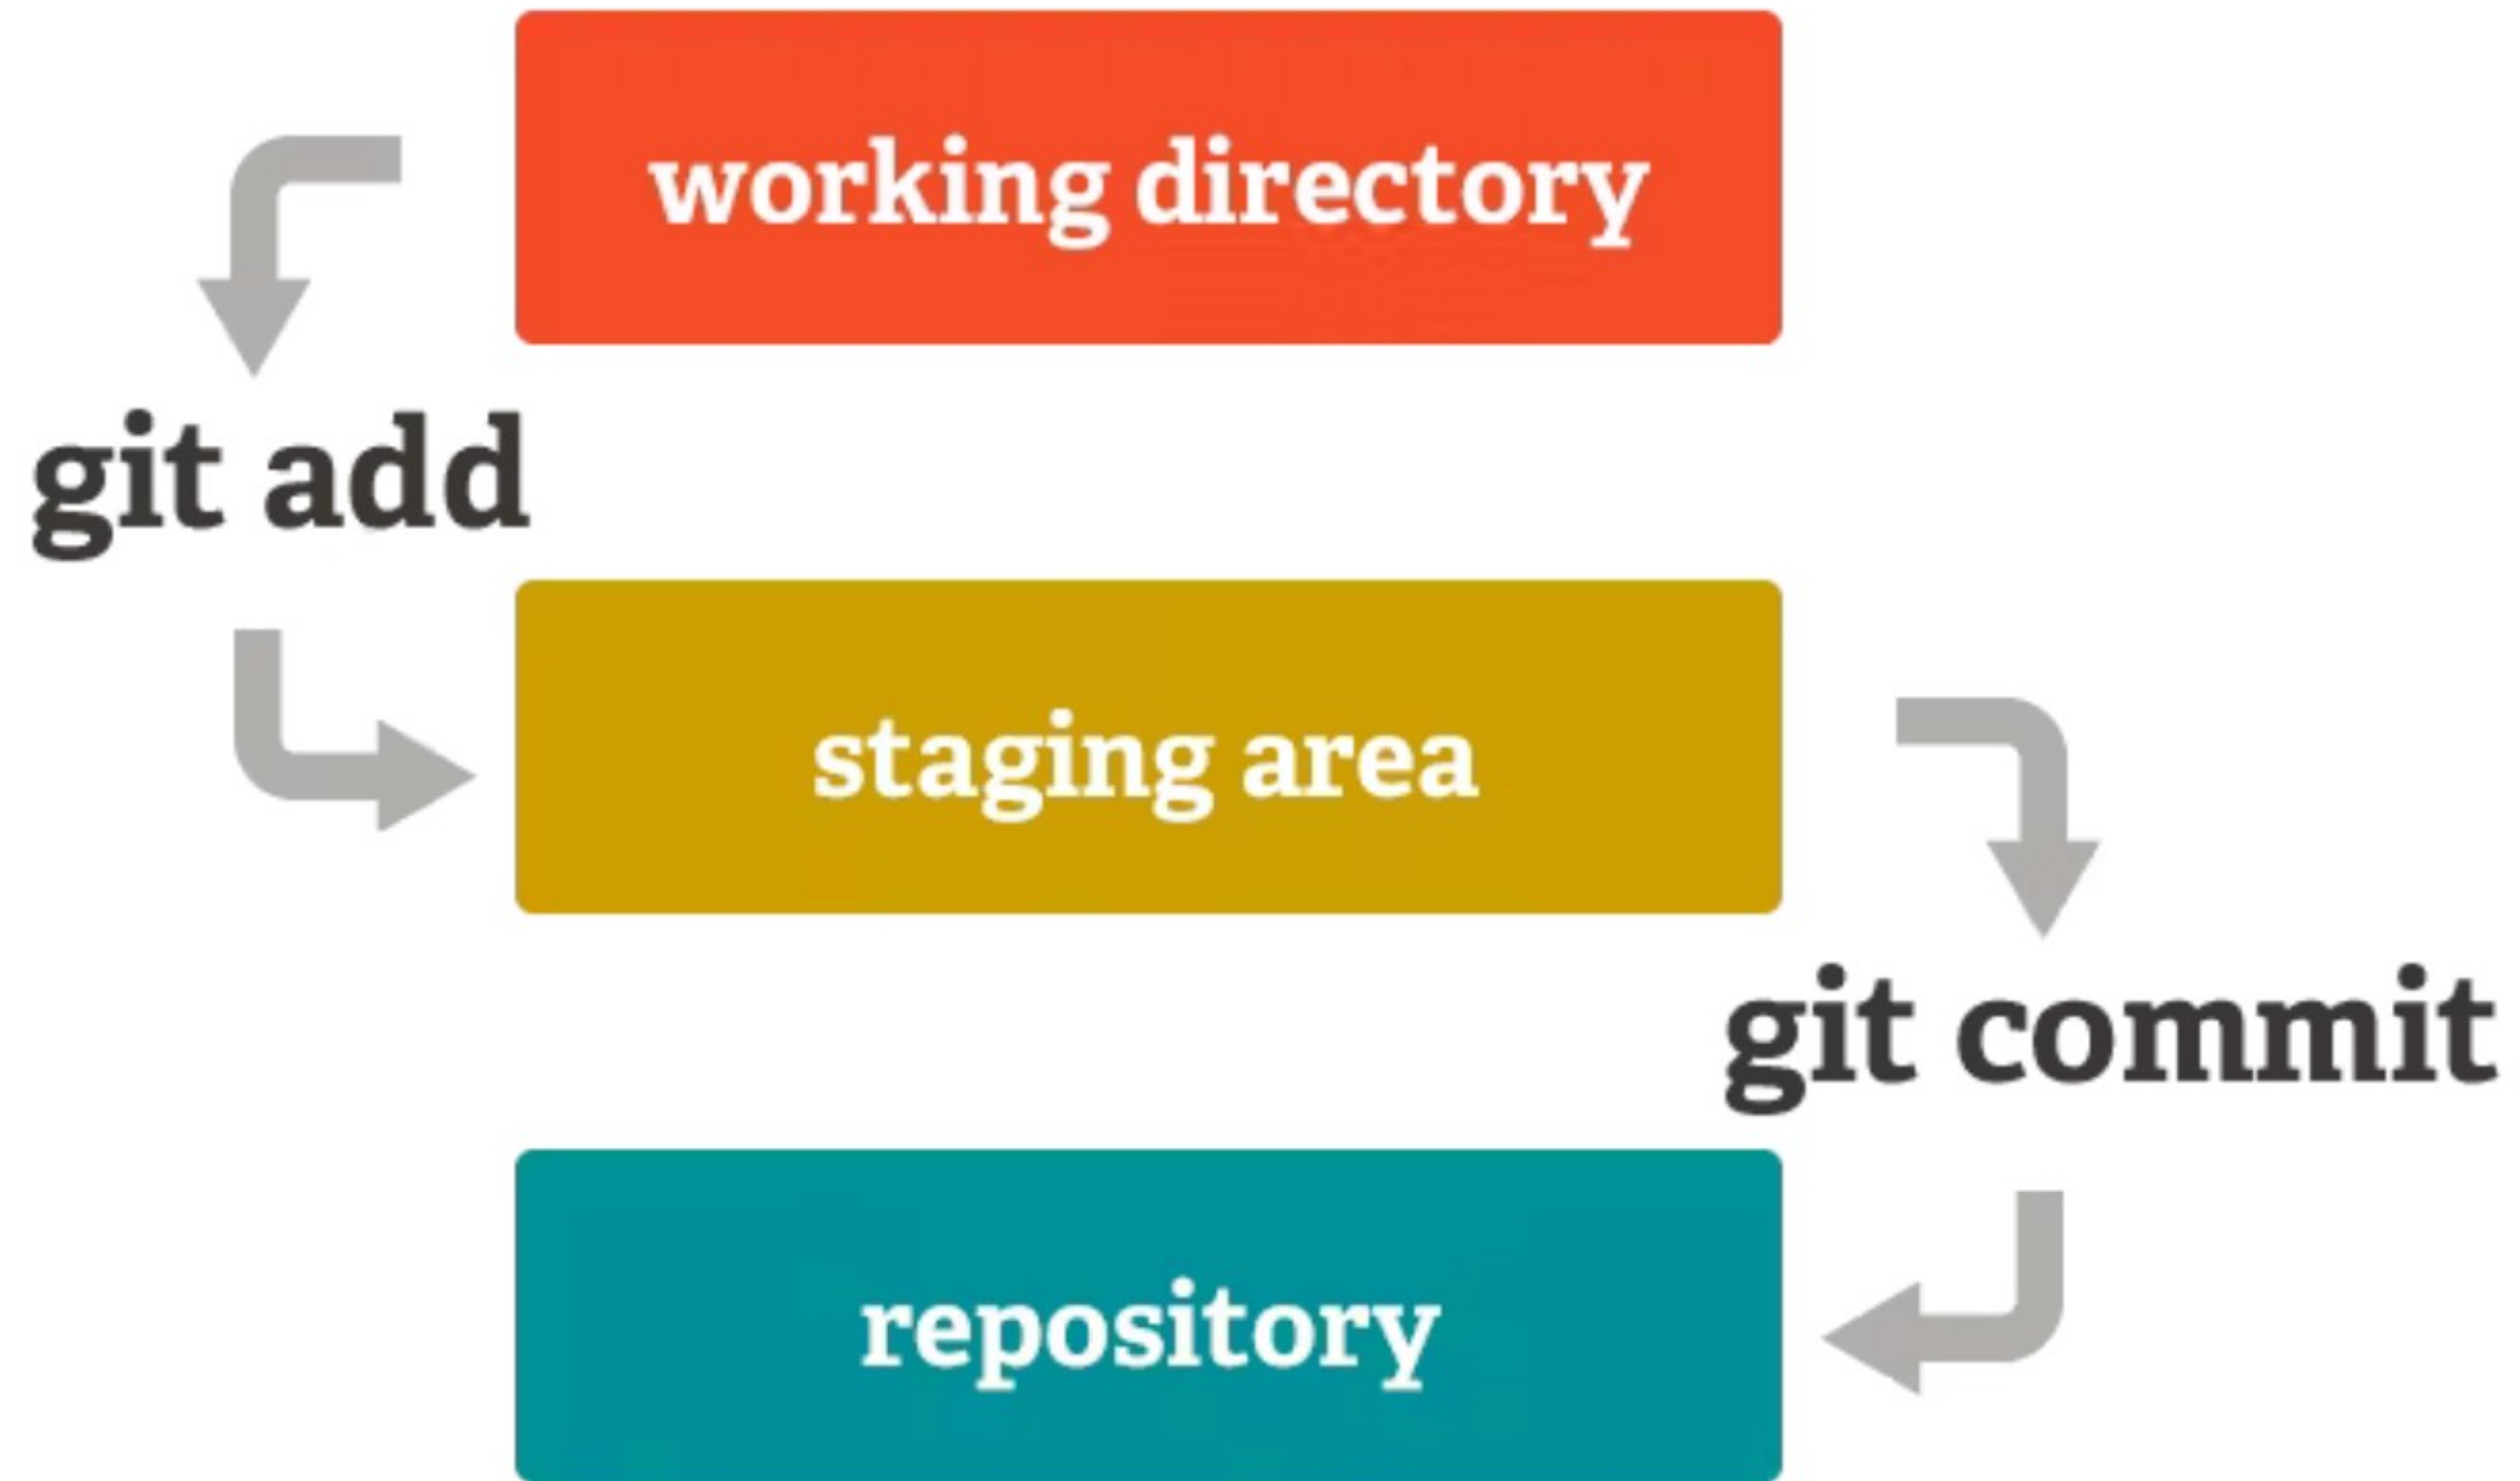 working directory
git add
staging area
git commit
repository